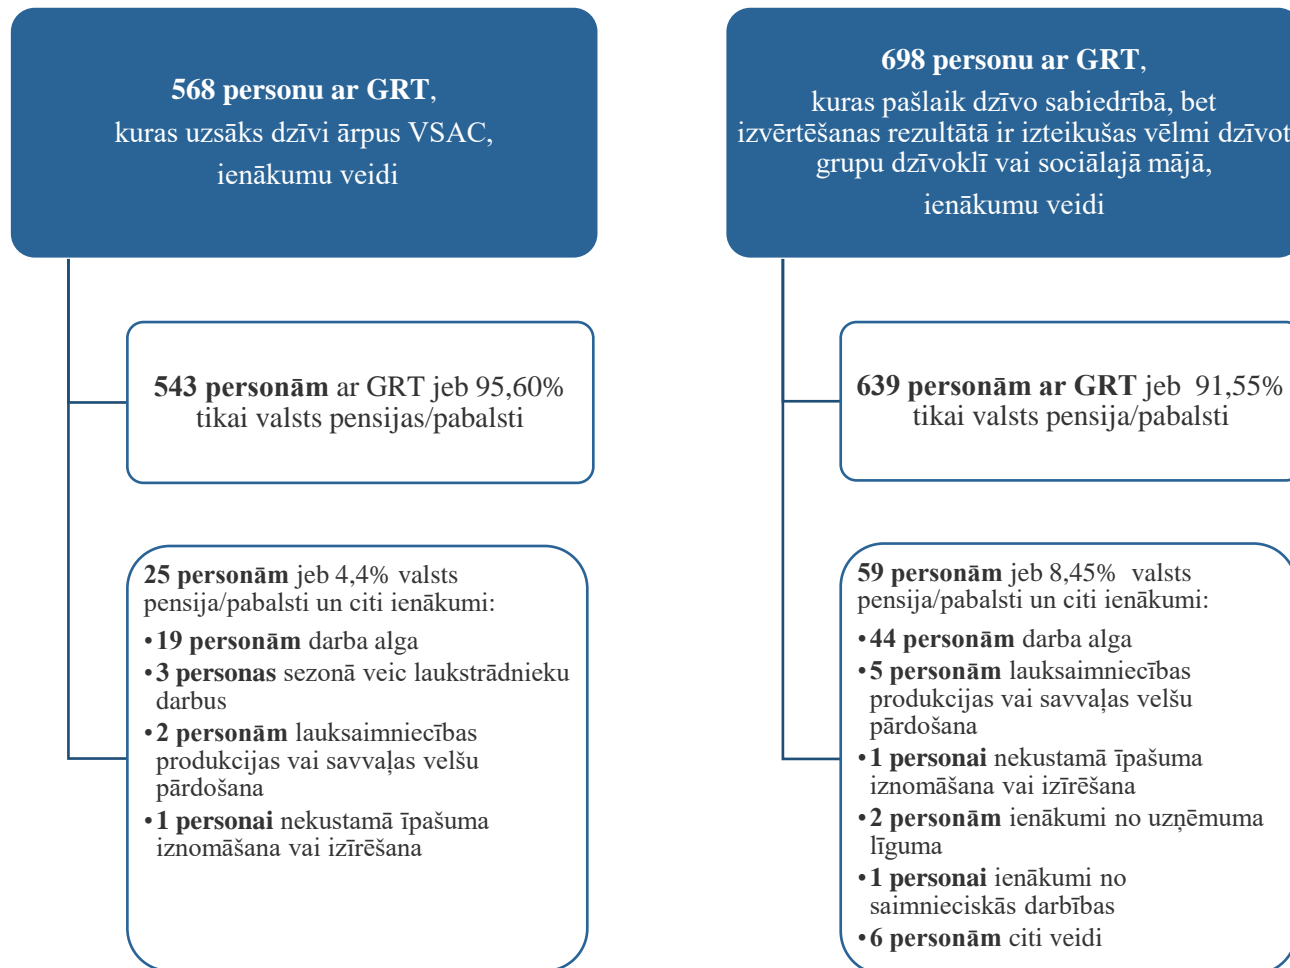 568 personu ar GRT,
kuras uzsāks dzīvi ārpus VSAC,
ienākumu veidi
543 personām ar GRT jeb 95,60%
tikai valsts pensijas/pabalsti
25 personām jeb 4,4% valsts
pensija/pabalsti un citi ienākumi:
•19 personām darba alga
•3 personas sezonā veic laukstrādnieku
darbus
•2 personām lauksaimniecības
produkcijas vai savvaļas velšu
pārdošana
•1 personai nekustamā īpašuma
iznomāšana vai izīrēšana
698 personu ar GRT,
kuras pašlaik dzīvo sabiedrībā, bet
izvērtēšanas rezultātā ir izteikušas vēlmi dzīvot
grupu dzīvoklī vai sociālajā mājā,
ienākumu veidi
639 personām ar GRT jeb 91,55%
tikai valsts pensija/pabalsti
59 personām jeb 8,45% valsts
pensija/pabalsti un citi ienākumi:
•44 personām darba alga
•5 personām lauksaimniecības
produkcijas vai savvaļas velšu
pārdošana
•1 personai nekustamā īpašuma
iznomāšana vai izīrēšana
•2 personām ienākumi no uzņēmuma
līguma
•1 personai ienākumi no
saimnieciskās darbības
•6 personām citi veidi